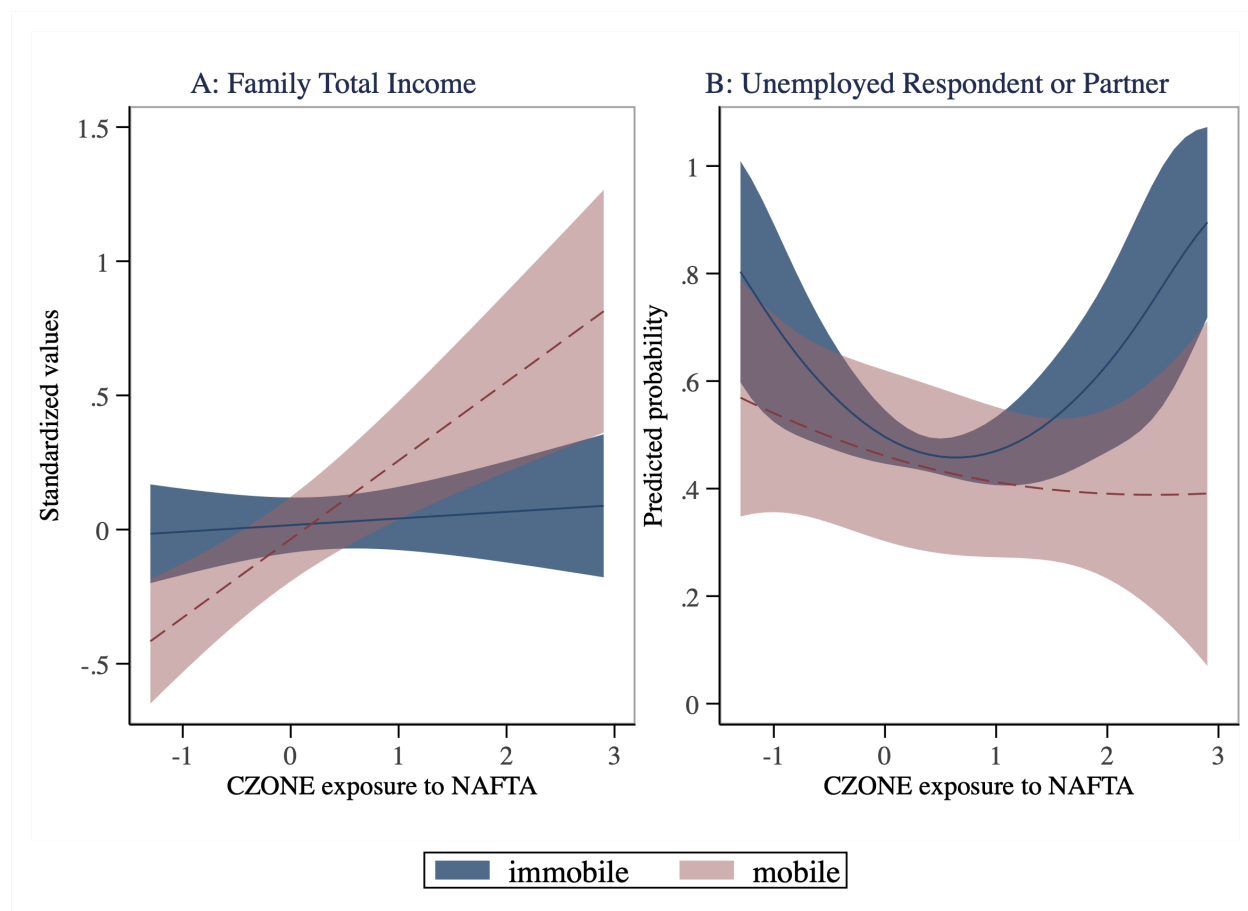 A: Family Total Income
Standardized values
1.5
1
.5
0
-.5
-1 0 1 2 3
CZONE exposure to NAFTA
B: Unemployed Respondent or Partner
Predicted probability
1
.8
.6
.4
.2
0
-1 0 1 2 3
CZONE exposure to NAFTA
immobile mobile